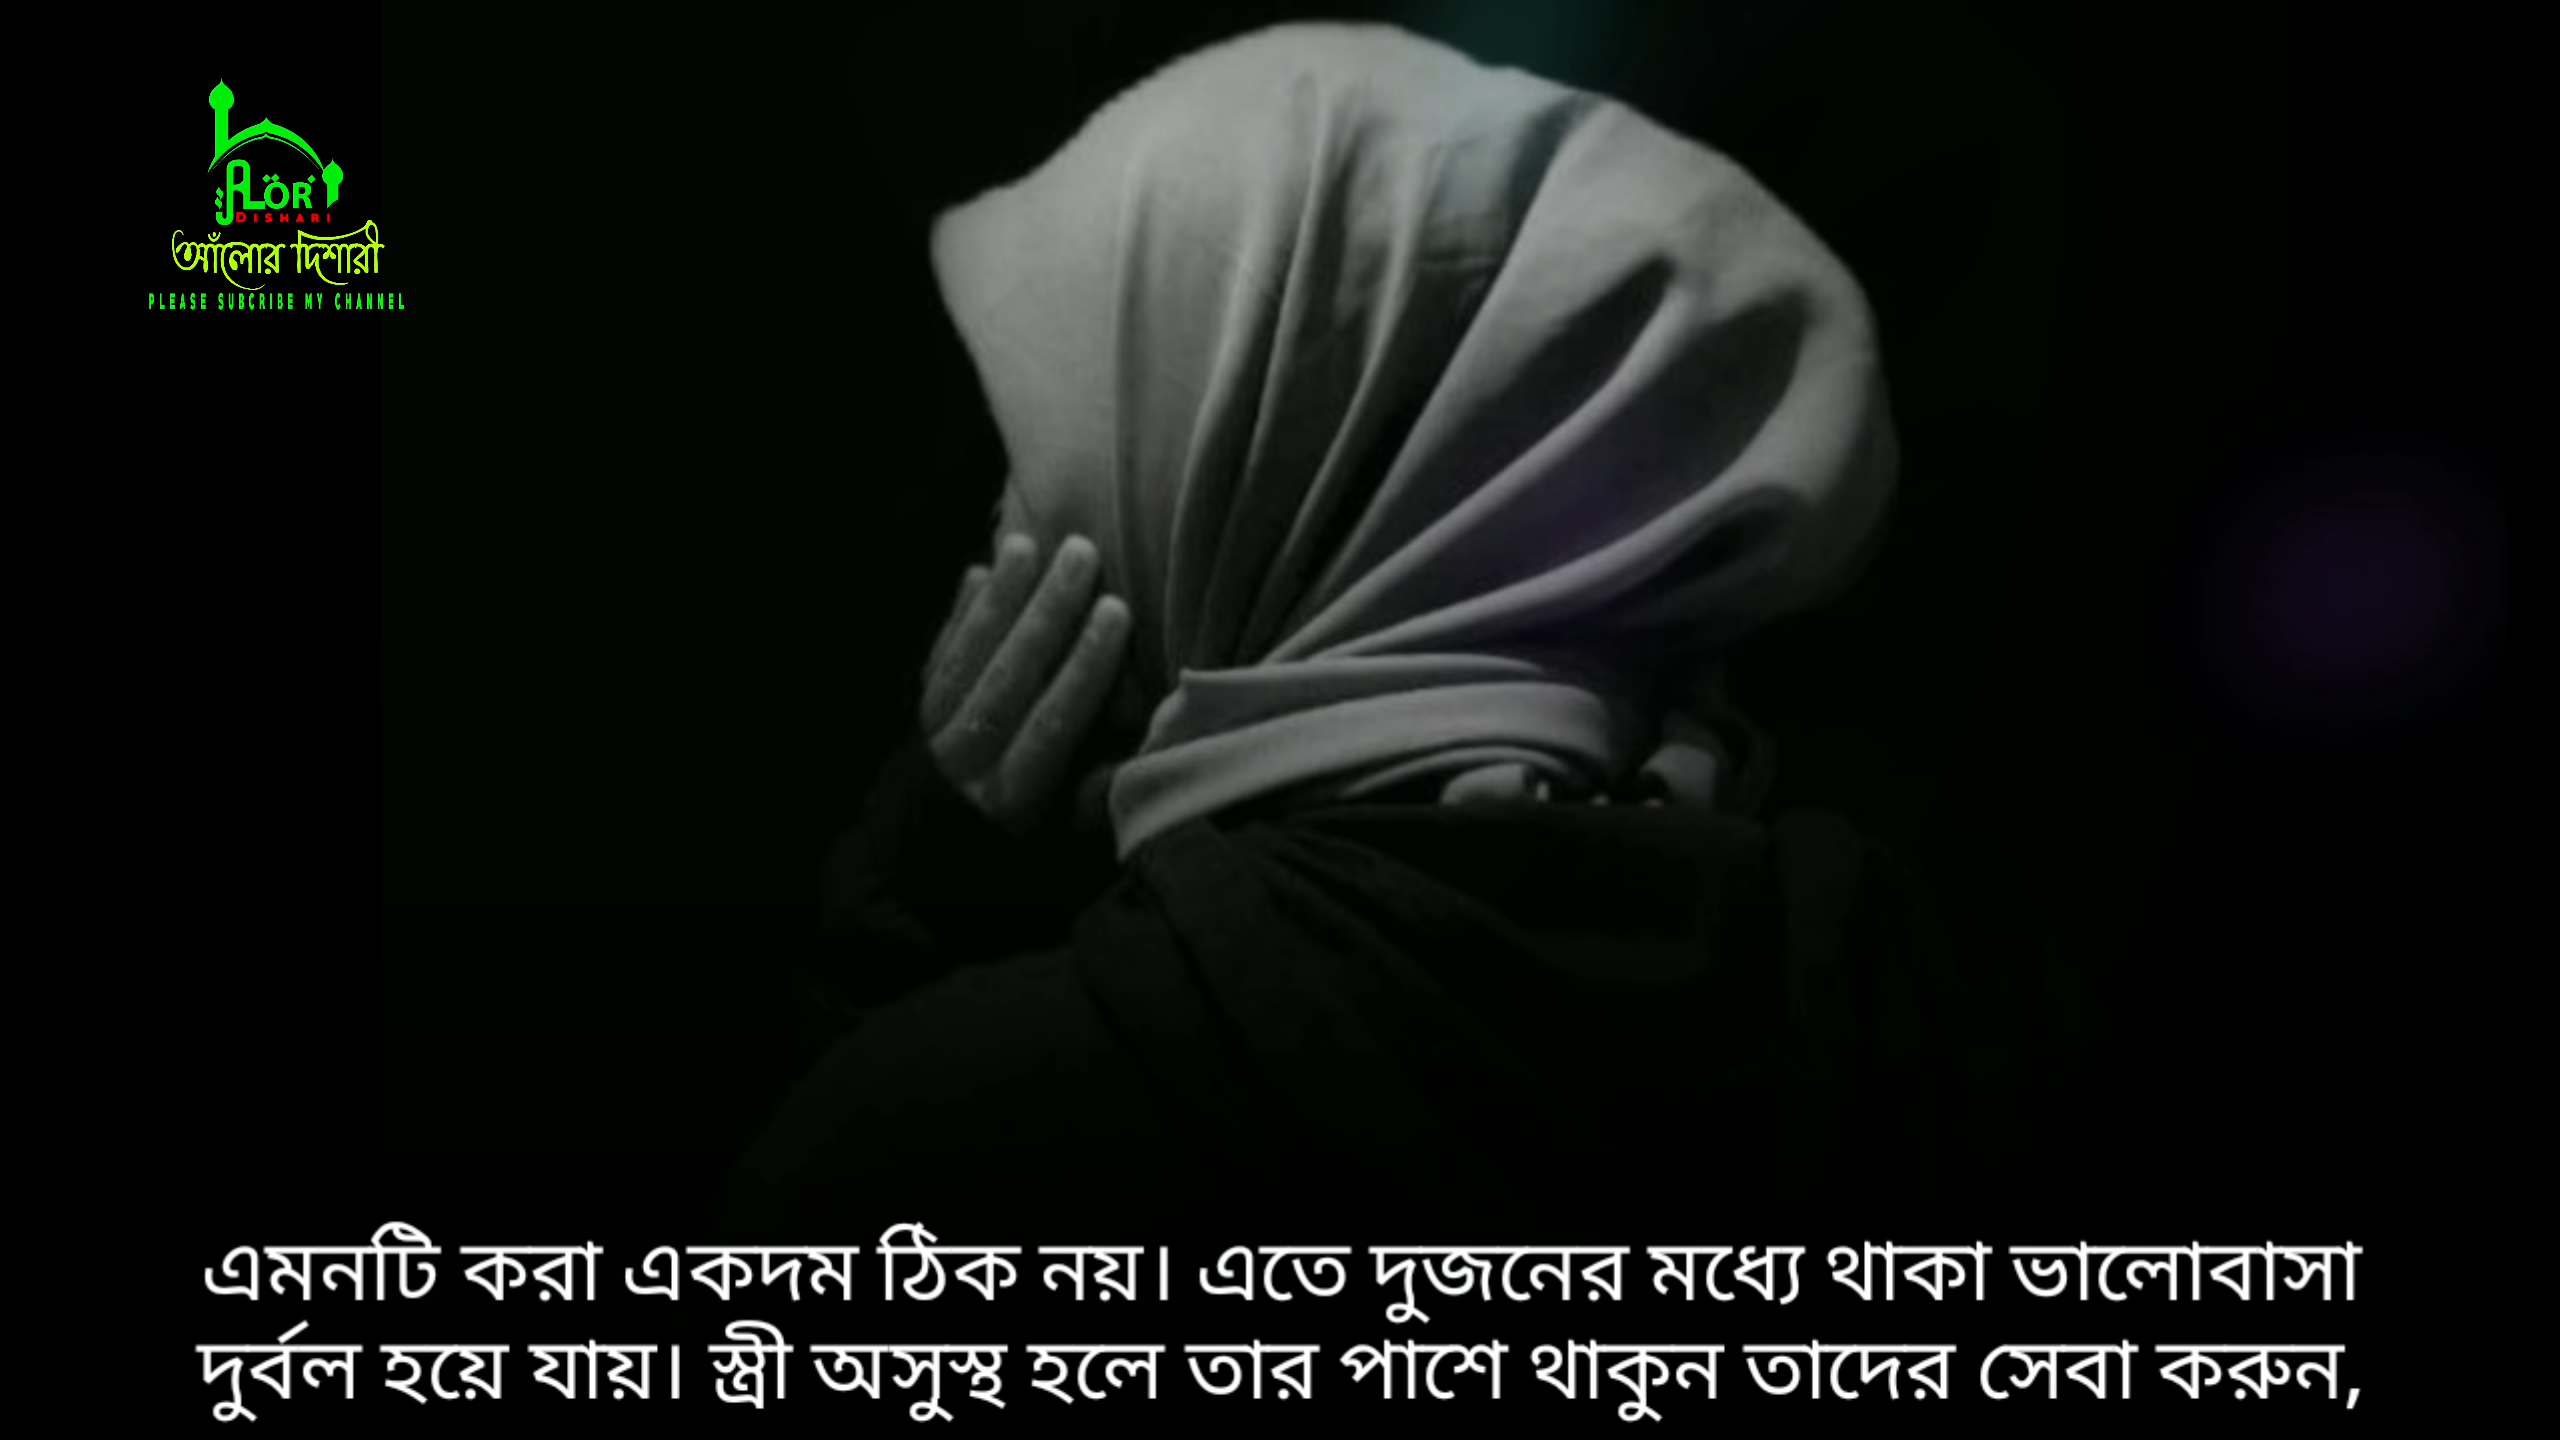 ALOR
DISHARI
আঁলোর দিশারী
PLEASE SUBCRIBE MY CHANNEL
এমনটি করা একদম ঠিক নয়। এতে দুজনের মধ্যে থাকা ভালোবাসা
দুর্বল হয়ে যায়। স্ত্রী অসুস্থ হলে তার পাশে থাকুন তাদের সেবা করুন,